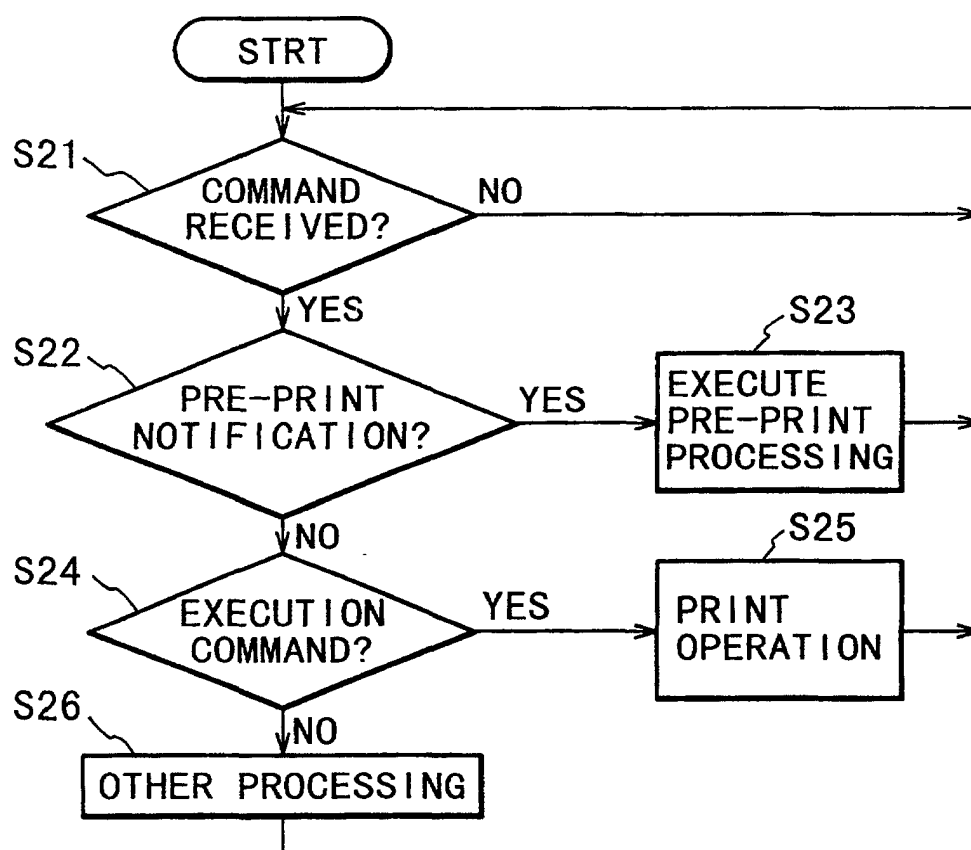 STRT
S21
COMMAND
RECEIVED?
NO
YES
S22
PRE-PRINT
NOTIFICATION?
YES
S23
EXECUTE
PRE-PRINT
PROCESSING
NO
S24
EXECUTION
COMMAND?
YES
S25
PRINT
OPERATION
NO
S26
OTHER PROCESSING